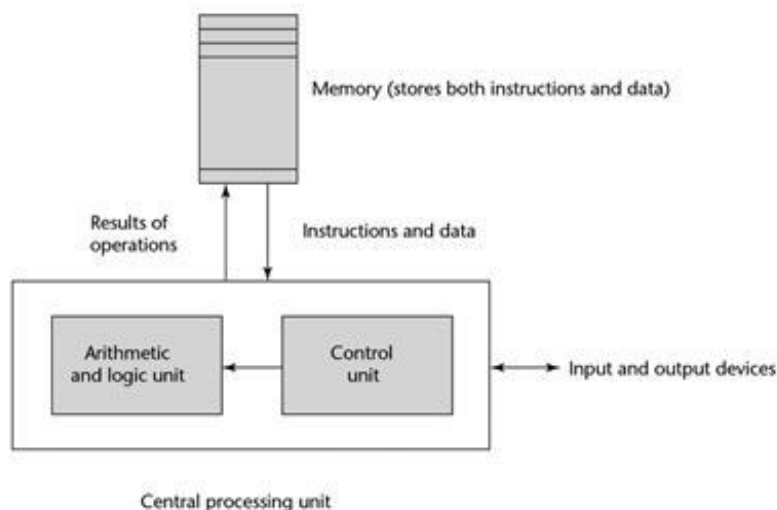 Memory (stores both instructions and data)
Results of
operations
Instructions and data
Arithmetic
and logic unit
Control
unit
Input and output devices
Central processing unit